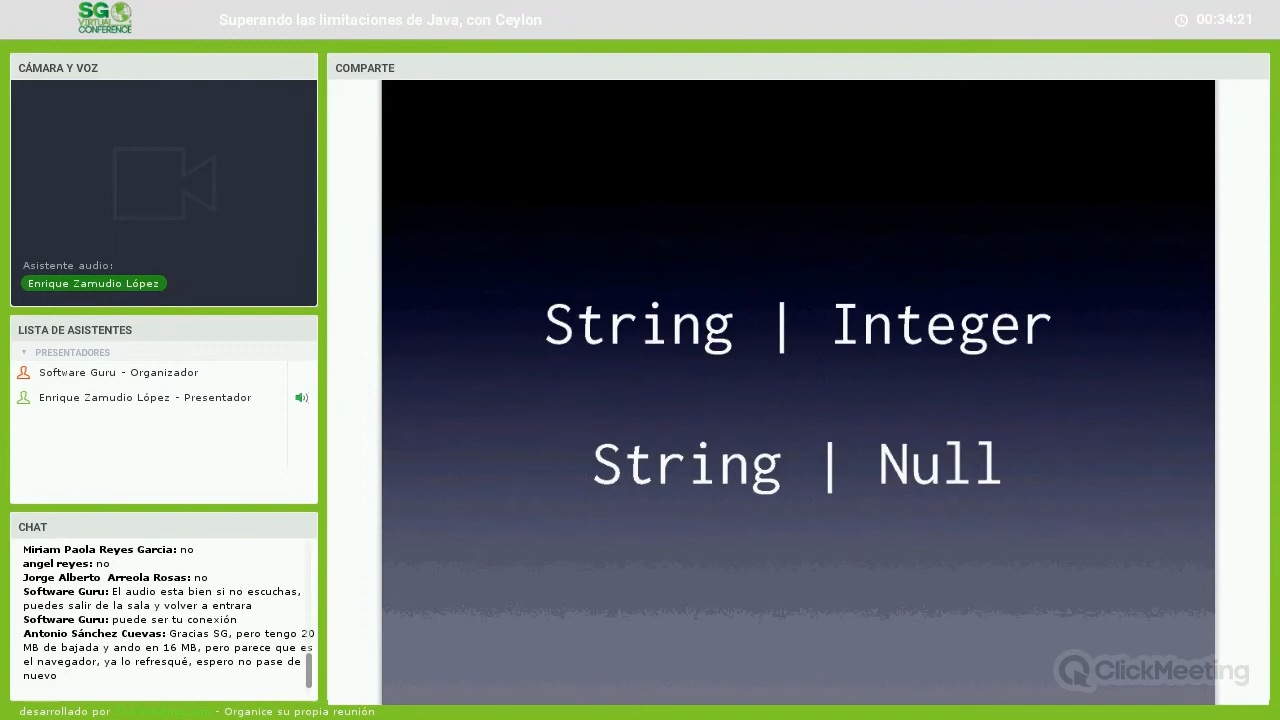 SG
VIRTUAL
CONFERENCE
Superando las limitaciones de Java, con Ceylon
00:34:21
CÁMARA Y VOZ
Asistente audio:
Enrique Zamudio López
LISTA DE ASISTENTES
PRESENTADORES
Software Guru - Organizador
Enrique Zamudio López - Presentador
CHAT
Miriam Paola Reyes Garcia: no
angel reyes: no
Jorge Alberto Arreola Rosas: no
Software Guru: El audio esta bien si no escuchas,
puedes salir de la sala y volver a entrara
Software Guru: puede ser tu conexión
Antonio Sánchez Cuevas: Gracias SG, pero tengo 20
MB de bajada y ando en 16 MB, pero parece que es
el navegador, ya lo refresqué, espero no pase de
nuevo
COMPARTE
String | Integer
String | Null
ClickMeeting
desarrollado por - Organice su propia reunión